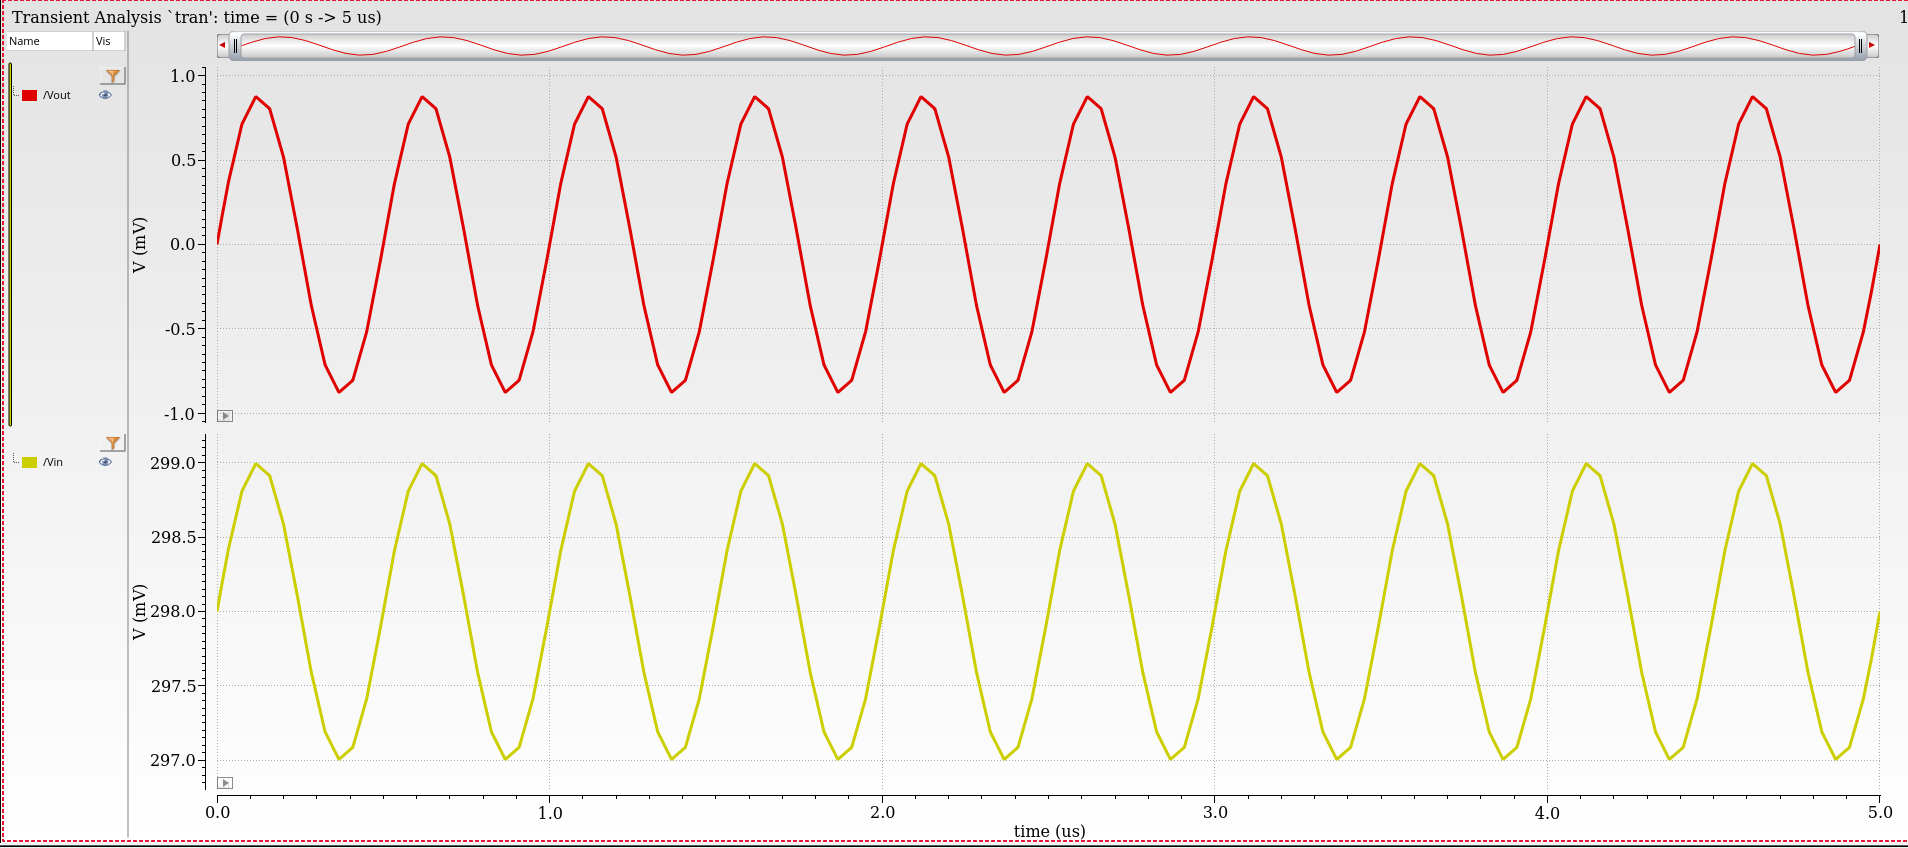 Transient Analysis `tran': time = (0 s -> 5 us)
1
Name Vis
/Vout
1.0
0.5
0.0
-0.5
-1.0
V (mV)
/Vin
299.0
298.5
298.0
297.5
297.0
V (mV)
0.0 1.0 2.0 3.0 4.0 5.0
time (us)